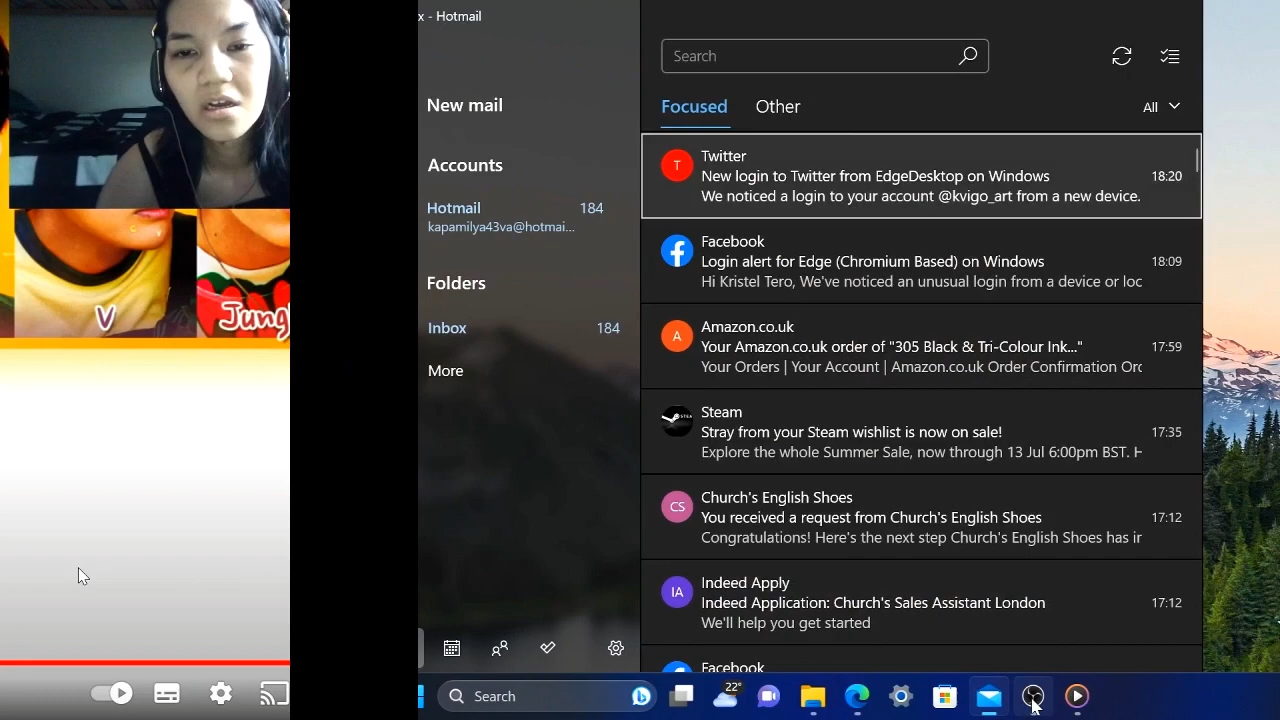 V
Jung
x - Hotmail
New mail
Accounts
Hotmail 184
kapamilya43va@hotmai...
Folders
Inbox 184
More
Search
Focused Other All
T
Twitter
New login to Twitter from EdgeDesktop on Windows 18:20
We noticed a login to your account @kvigo_art from a new device.
Facebook
Login alert for Edge (Chromium Based) on Windows 18:09
Hi Kristel Tero, We've noticed an unusual login from a device or loc
A
Amazon.co.uk
Your Amazon.co.uk order of "305 Black & Tri-Colour Ink..." 17:59
Your Orders | Your Account | Amazon.co.uk Order Confirmation Orc
Steam
Stray from your Steam wishlist is now on sale! 17:35
Explore the whole Summer Sale, now through 13 Jul 6:00pm BST. H
CS
Church's English Shoes
You received a request from Church's English Shoes 17:12
Congratulations! Here's the next step Church's English Shoes has ir
IA
Indeed Apply
Indeed Application: Church's Sales Assistant London 17:12
We'll help you get started
Facebook
Search
22°